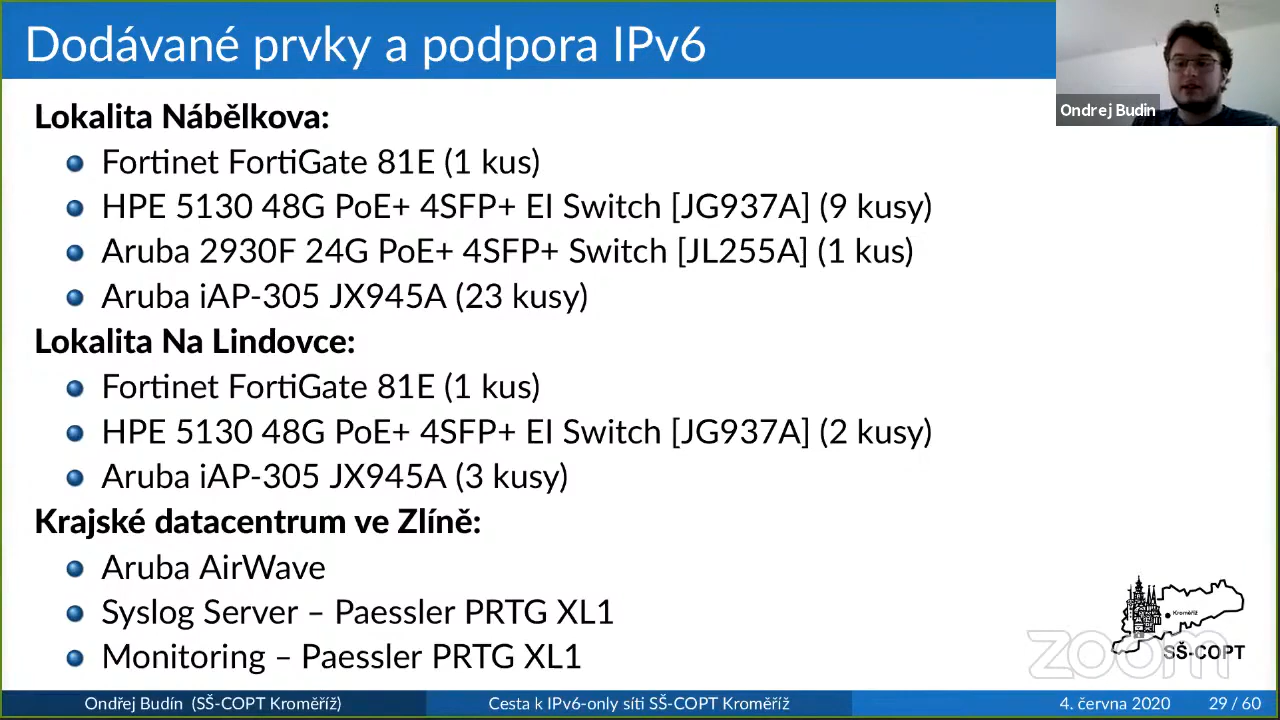 Dodávané prvky a podpora IPv6
Ondrej Budin
Lokalita Nábělkova:
Fortinet FortiGate 81E (1 kus)
HPE 5130 48G PoE+ 4SFP+ EI Switch [JG937A] (9 kusy)
Aruba 2930F 24G PoE+ 4SFP+ Switch [JL255A] (1 kus)
Aruba iAP-305 JX945A (23 kusy)
Lokalita Na Lindovce:
Fortinet FortiGate 81E (1 kus)
HPE 5130 48G PoE+ 4SFP+ EI Switch [JG937A] (2 kusy)
Aruba iAP-305 JX945A (3 kusy)
Krajské datacentrum ve Zlíně:
Aruba AirWave
Syslog Server – Paessler PRTG XL1
Monitoring – Paessler PRTG XL1
Kroměříž
zoom
SŠ-COPT
Ondřej Budín (SŠ-COPT Kroměříž)
Cesta k IPv6-only síti SŠ-COPT Kroměříž
4. června 2020
29 / 60